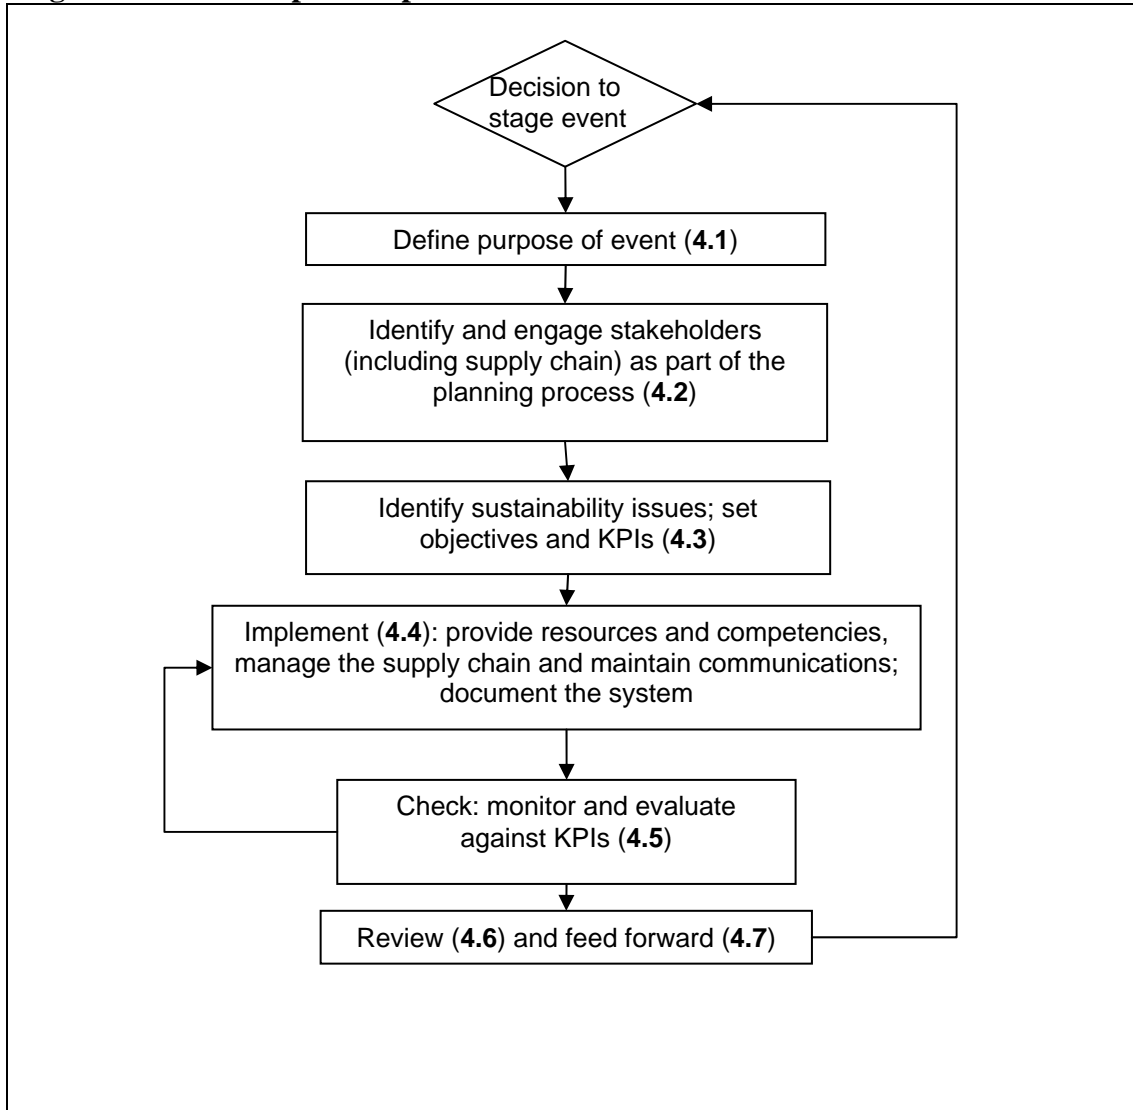 Decision to
stage event
Define purpose of event (4.1)
Identify and engage stakeholders
(including supply chain) as part of the
planning process (4.2)
Identify sustainability issues; set
objectives and KPIs (4.3)
Implement (4.4): provide resources and competencies,
manage the supply chain and maintain communications;
document the system
Check: monitor and evaluate
against KPIs (4.5)
Review (4.6) and feed forward (4.7)